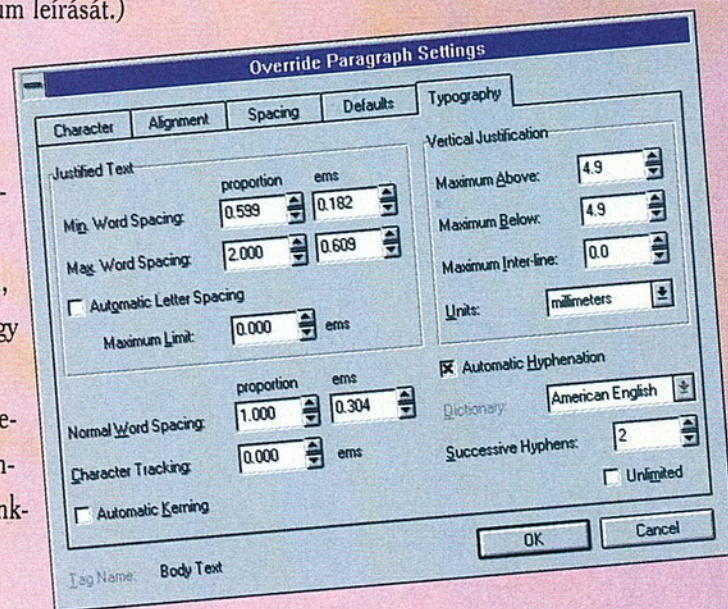 um leírását.)
Override Paragraph Settings
Character Alignment Spacing Defaults Typography
Justified Text
proportion ems
Min. Word Spacing: 0.599 0.182
Max. Word Spacing: 2.000 0.609
Automatic Letter Spacing
Maximum Limit: 0.000 ems
proportion ems
Normal Word Spacing: 1.000 0.304
Character Tracking: 0.000 ems
Automatic Kerning
Tag Name: Body Text
Vertical Justification
Maximum Above: 4.9
Maximum Below: 4.9
Maximum Inter-line: 0.0
Units: millimeters
Automatic Hyphenation
Dictionary: American English
Successive Hyphens: 2
Unlimited
OK Cancel
-
,
gy
e-
n-
nk-